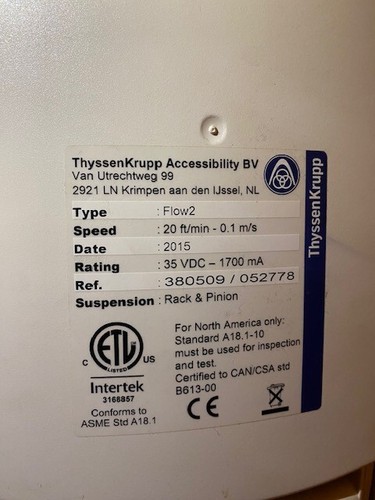 ThyssenKrupp Accessibility BV
Van Utrechtweg 99
2921 LN Krimpen aan den IJssel, NL
ThyssenKrupp
Type : Flow2
Speed : 20 ft/min - 0.1 m/s
Date : 2015
Rating : 35 VDC – 1700 mA
Ref. : 380509 / 052778
Suspension : Rack & Pinion
ETL
LISTED
C US
Intertek
3166857
Conforms to
ASME Std A18.1
For North America only:
Standard A18.1-10
must be used for inspection
and test.
Certified to CAN/CSA std
B613-00
CE